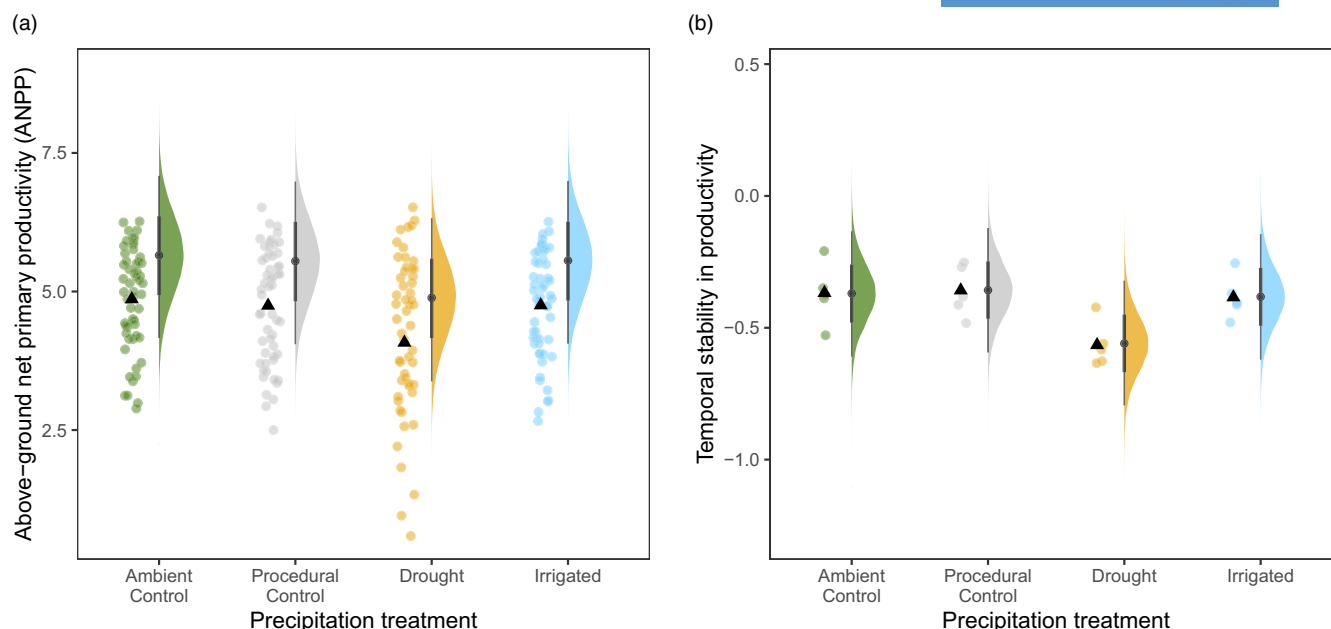 (a)
Above−ground net primary productivity (ANPP)
7.5
5.0
2.5
Ambient
Control
Procedural
Control
Drought
Irrigated
Precipitation treatment
(b)
Temporal stability in productivity
0.5
0.0
−0.5
−1.0
Ambient
Control
Procedural
Control
Drought
Irrigated
Precipitation treatment